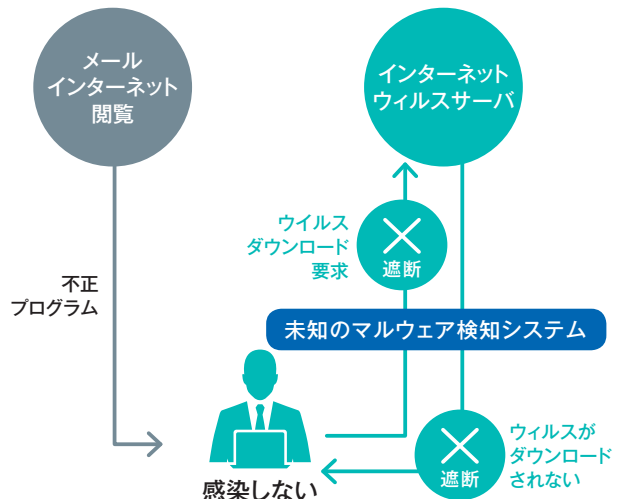 メール
インターネット
閲覧
インターネット
ウィルスサーバ
ウイルス
ダウンロード
要求
遮断
不正
プログラム
未知のマルウェア検知システム
ウィルスが
ダウンロード
されない
遮断
感染しない